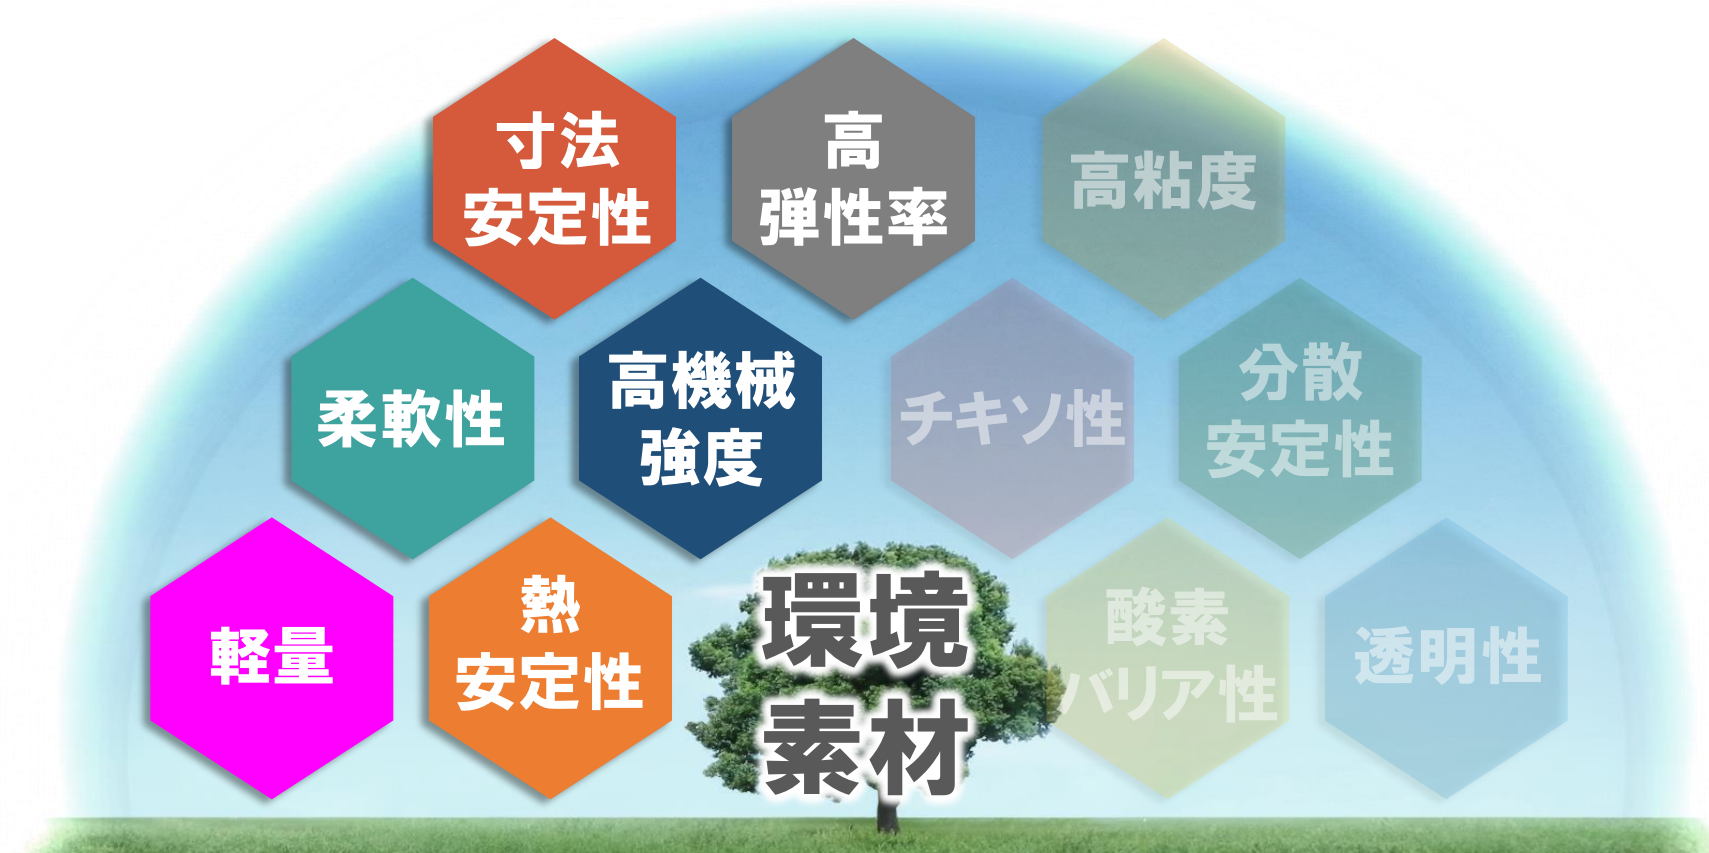 寸法
安定性
高
弾性率
高粘度
柔軟性
高機械
強度
チキソ性
分散
安定性
軽量
熱
安定性
環境
素材
酸素
バリア性
透明性